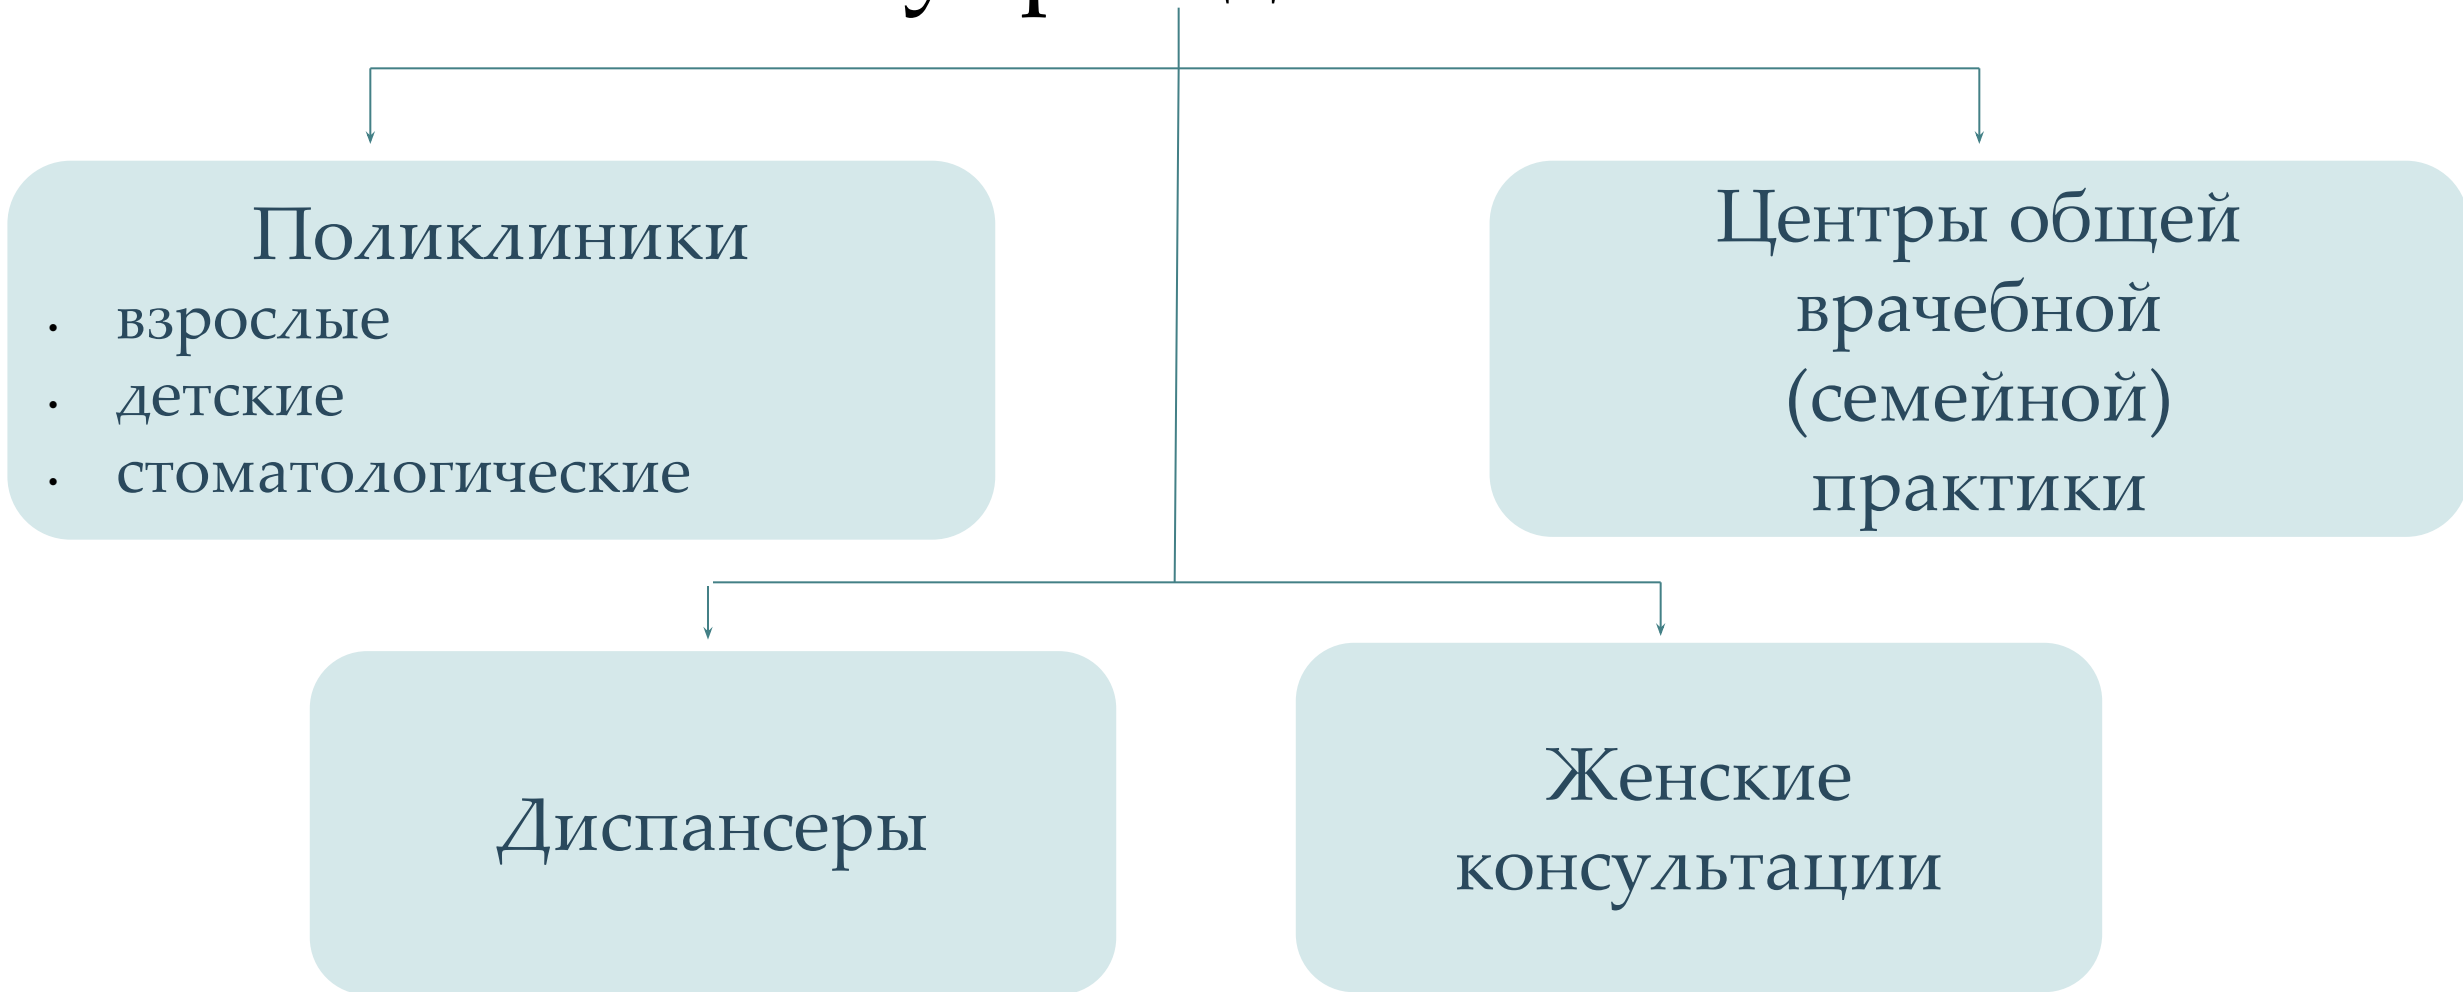 Поликлиники
• взрослые
• детские
• стоматологические
Центры общей
врачебной
(семейной)
практики
Диспансеры
Женские
консультации